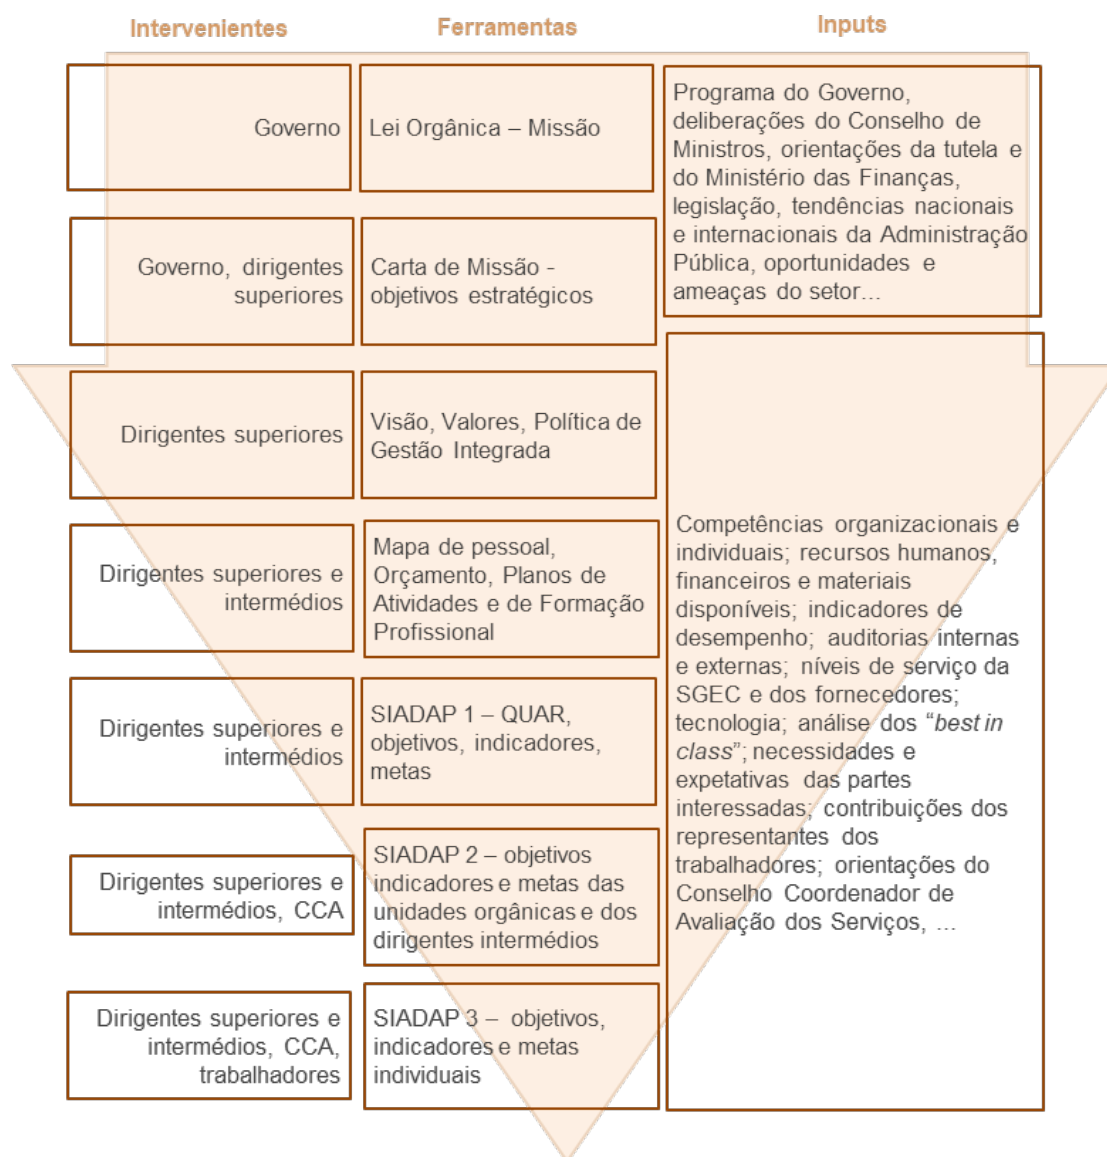 Intervenientes
Ferramentas
Inputs
Governo
Lei Orgânica – Missão
Programa do Governo,
deliberações do Conselho de
Ministros, orientações da tutela e
do Ministério das Finanças,
legislação, tendências nacionais
e internacionais da Administração
Pública, oportunidades e
ameaças do setor...
Governo, dirigentes
superiores
Carta de Missão -
objetivos estratégicos
Dirigentes superiores
Visão, Valores, Política de
Gestão Integrada
Dirigentes superiores e
intermédios
Mapa de pessoal,
Orçamento, Planos de
Atividades e de Formação
Profissional
Dirigentes superiores e
intermédios
SIADAP 1 – QUAR,
objetivos, indicadores,
metas
Dirigentes superiores e
intermédios, CCA
SIADAP 2 – objetivos
indicadores e metas das
unidades orgânicas e dos
dirigentes intermédios
Dirigentes superiores e
intermédios, CCA,
trabalhadores
SIADAP 3 – objetivos,
indicadores e metas
individuais
Competências organizacionais e
individuais; recursos humanos,
financeiros e materiais
disponíveis; indicadores de
desempenho; auditorias internas
e externas; níveis de serviço da
SGEC e dos fornecedores;
tecnologia; análise dos “best in
class”; necessidades e
expetativas das partes
interessadas; contribuições dos
representantes dos
trabalhadores; orientações do
Conselho Coordenador de
Avaliação dos Serviços, ...